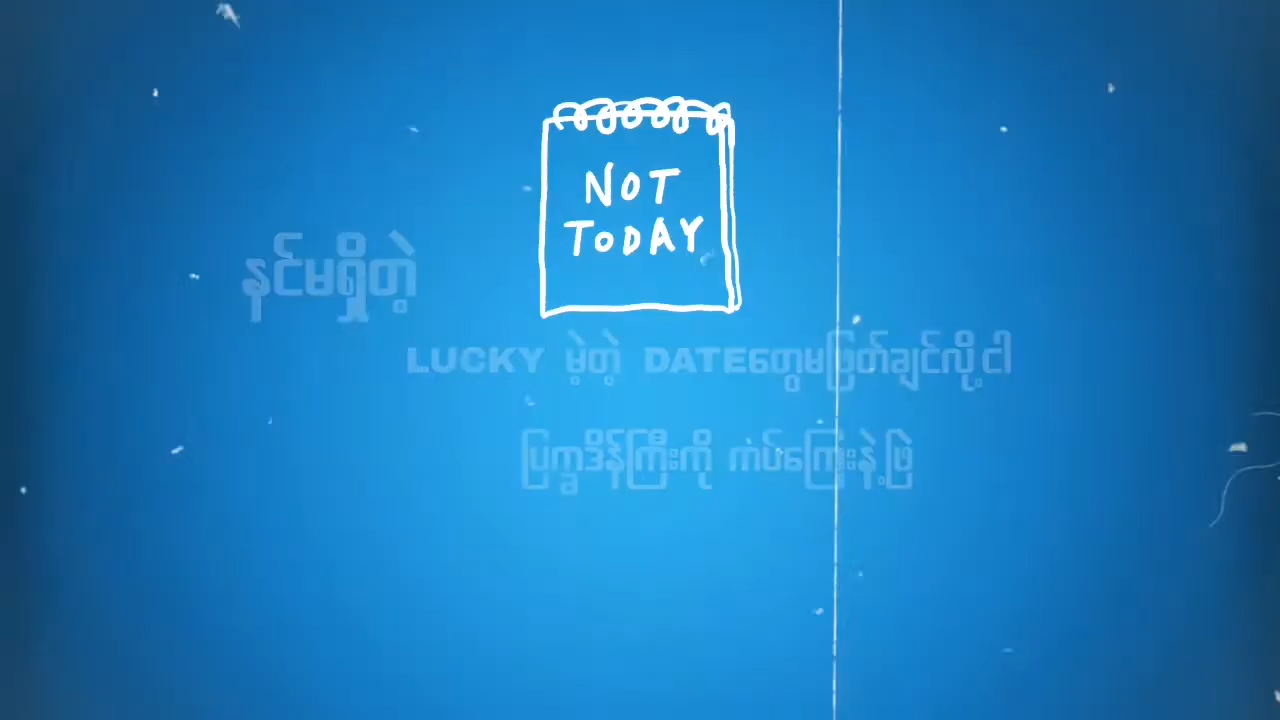 NOT
TODAY
နင်မရှိတဲ့
LUCKY မဲ့တဲ့ DATEတွေမဖြတ်ချင်လို့ငါ
ပြက္ခဒိန်ကြီးကို ကပ်ကြေးနဲ့ဖြဲ